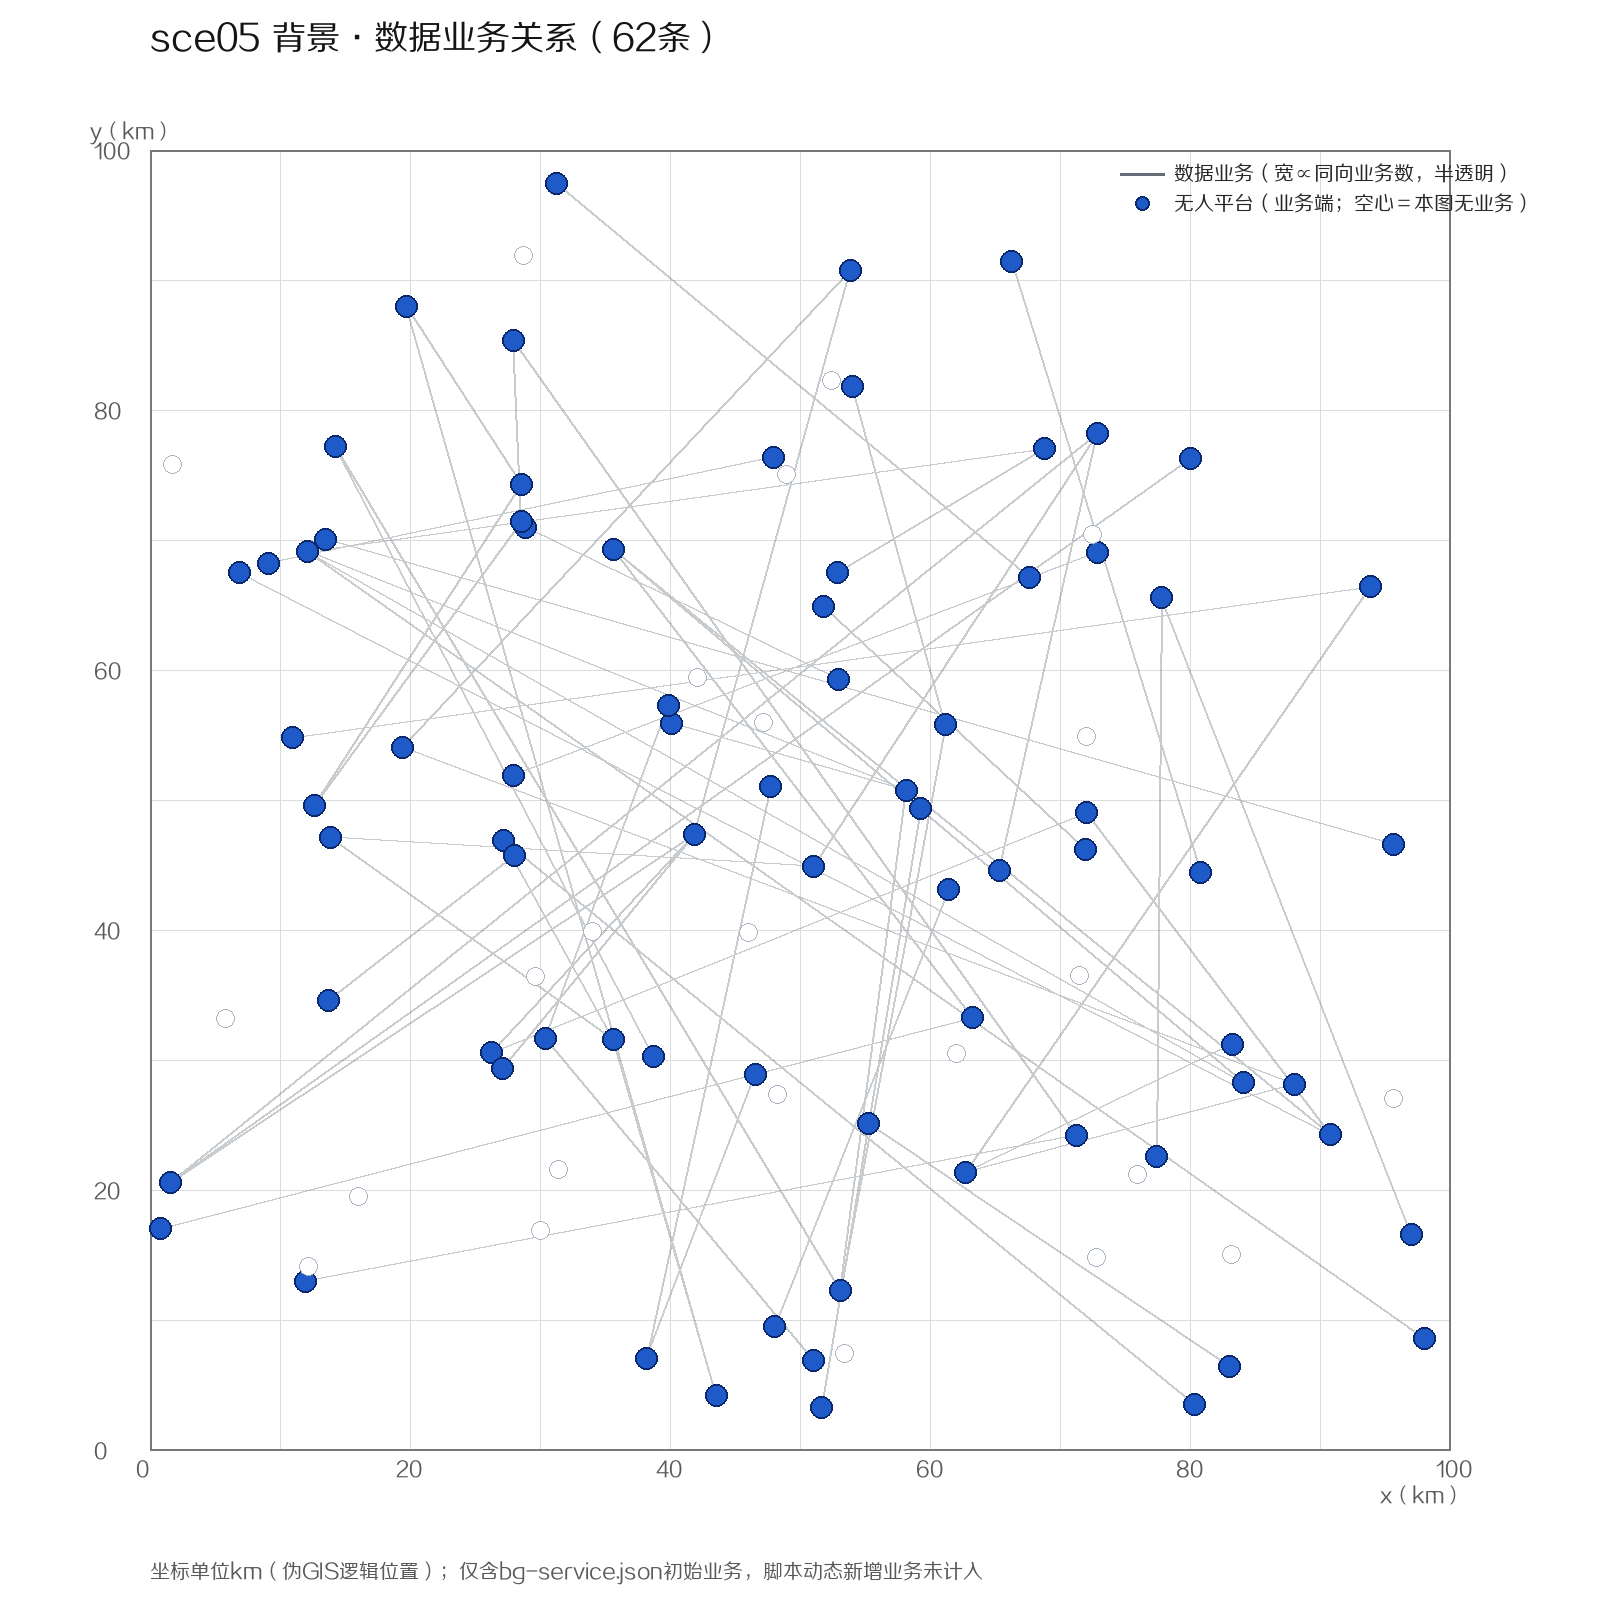 sce05 背景·数据业务关系（62条）
y（km）
100
数据业务（宽∝同向业务数，半透明）
无人平台（业务端；空心＝本图无业务）
80
60
40
20
0
0 20 40 60 80 100
x（km）
坐标单位km（伪GIS逻辑位置）；仅含bg-service.json初始业务，脚本动态新增业务未计入